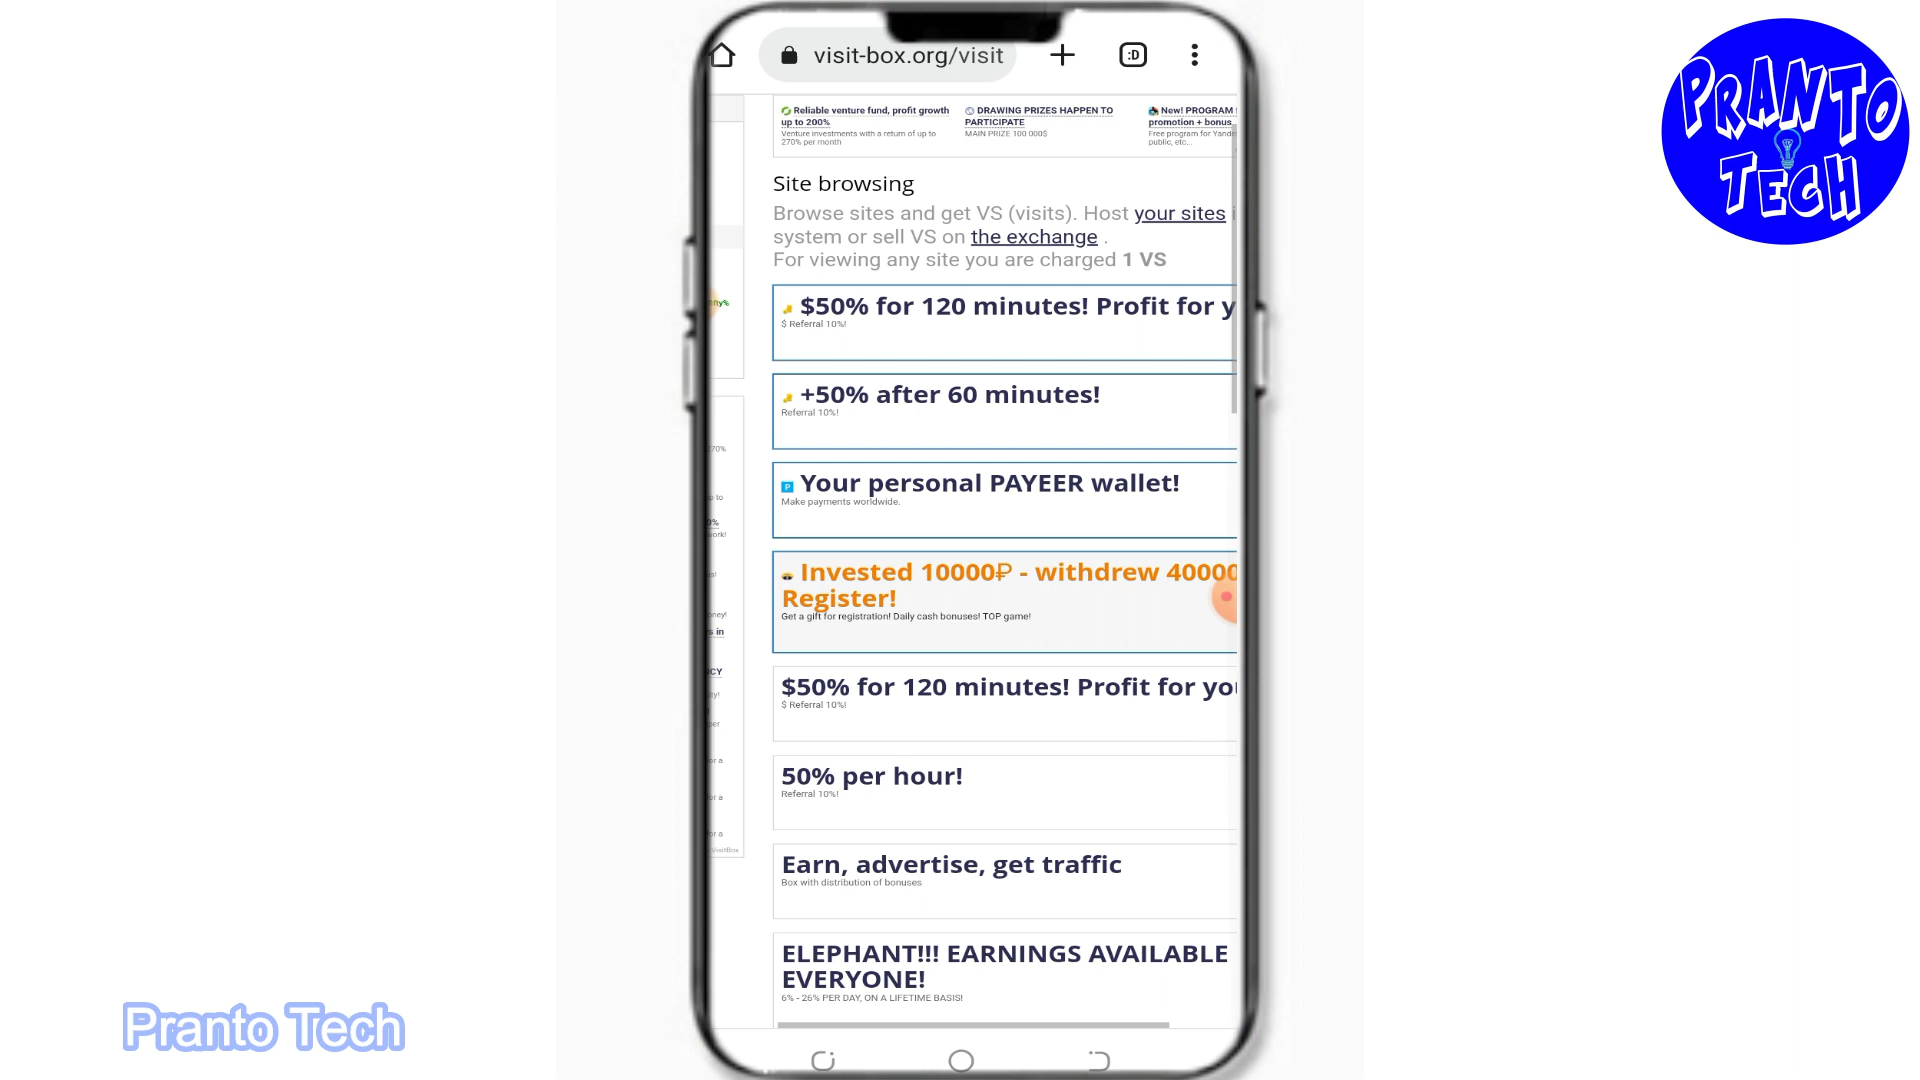 visit-box.org/visit
:D
PRANTO
TECH
Reliable venture fund, profit growth
up to 200%
Venture investments with a return of up to
270% per month
DRAWING PRIZES HAPPEN TO
PARTICIPATE
MAIN PRIZE 100 000$
New! PROGRAM
promotion + bonus
Free program for
public, etc...
Site browsing
Browse sites and get VS (visits). Host your sites
system or sell VS on the exchange .
For viewing any site you are charged 1 VS
$50% for 120 minutes! Profit for y
$ Referral 10%!
+50% after 60 minutes!
Referral 10%!
Your personal PAYEER wallet!
Make payments worldwide.
Invested 10000₽ - withdrew 40000
Register!
Get a gift for registration! Daily cash bonuses! TOP game!
$50% for 120 minutes! Profit for you
$ Referral 10%!
50% per hour!
Referral 10%!
Earn, advertise, get traffic
Box with distribution of bonuses
ELEPHANT!!! EARNINGS AVAILABLE
EVERYONE!
6% - 26% PER DAY, ON A LIFETIME BASIS!
Pranto Tech